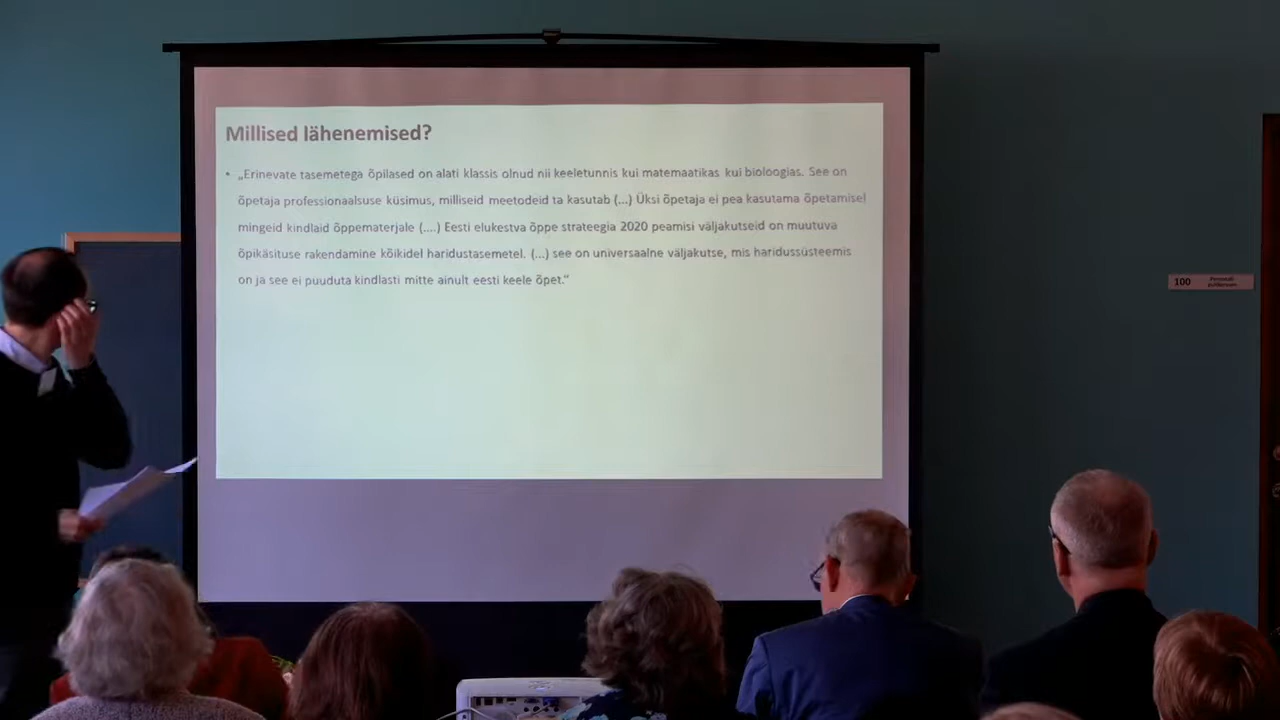 Millised lähenemised?
• „Erinevate tasemetega õpilased on alati klassis olnud nii keeletunnis kui matemaatikas kui bioloogias. See on
õpetaja professionaalsuse küsimus, milliseid meetodeid ta kasutab (...) Üksi õpetaja ei pea kasutama õpetamisel
mingeid kindlaid õppematerjale (....) Eesti elukestva õppe strateegia 2020 peamisi väljakutseid on muutuva
õpikäsituse rakendamine kõikidel haridustasemetel. (...) see on universaalne väljakutse, mis haridussüsteemis
on ja see ei puuduta kindlasti mitte ainult eesti keele õpet.“
100